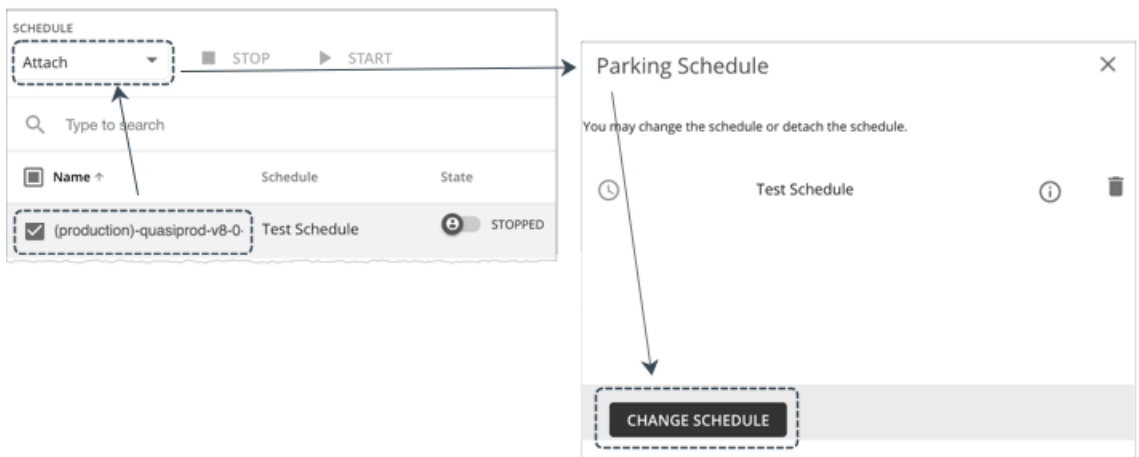 SCHEDULE
Attach
STOP
START
Type to search
Name ↑
Schedule
State
(production)-quasiprod-v8-0-
Test Schedule
STOPPED
Parking Schedule
You may change the schedule or detach the schedule.
Test Schedule
CHANGE SCHEDULE